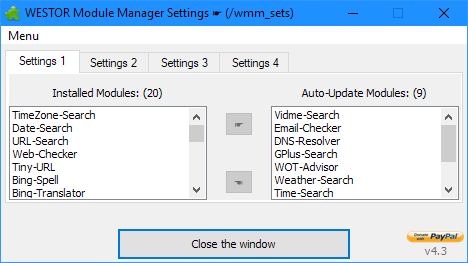 WESTOR Module Manager Settings ☛ (/wmm_sets)
Menu
Settings 1 Settings 2 Settings 3 Settings 4
Installed Modules: (20)
TimeZone-Search
Date-Search
URL-Search
Web-Checker
Tiny-URL
Bing-Spell
Bing-Translator
Auto-Update Modules: (9)
Vidme-Search
Email-Checker
DNS-Resolver
GPlus-Search
WOT-Advisor
Weather-Search
Time-Search
Close the window
Donate with PayPal
v4.3